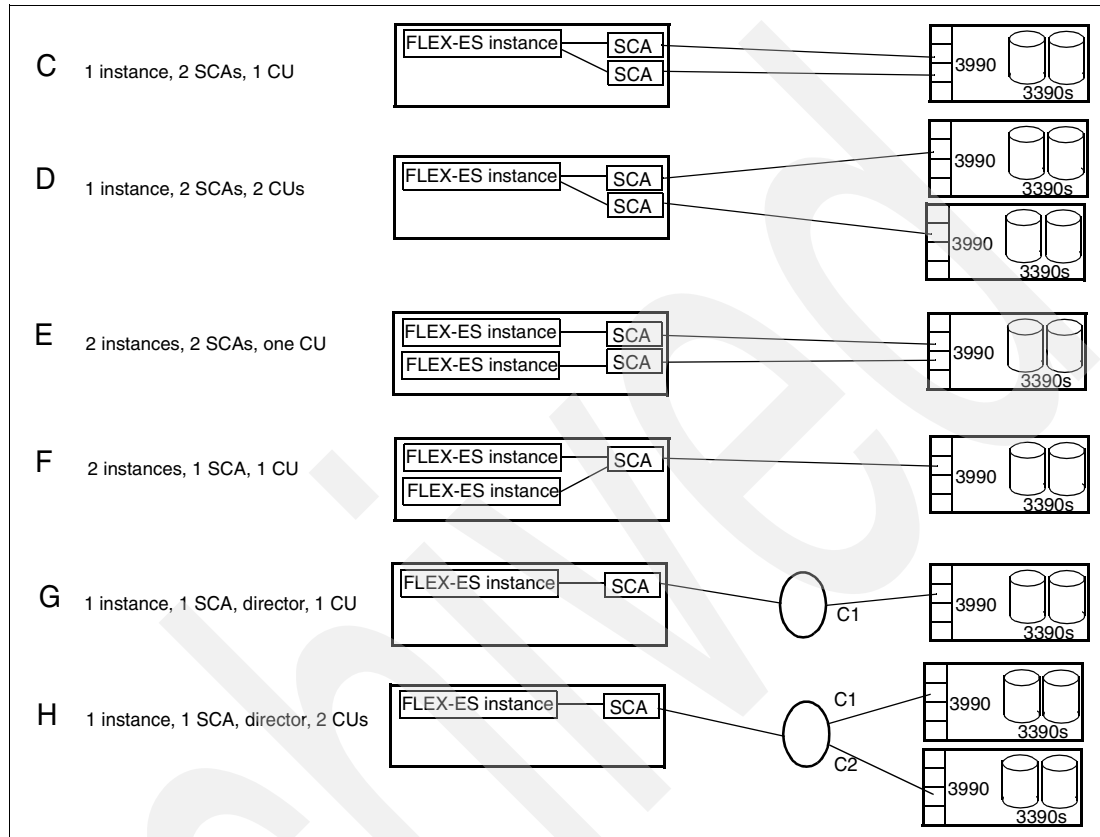 C
1 instance, 2 SCAs, 1 CU
FLEX-ES instance
SCA
SCA
3990
3390s
D
1 instance, 2 SCAs, 2 CUs
FLEX-ES instance
SCA
SCA
3990
3390s
3990
3390s
E
2 instances, 2 SCAs, one CU
FLEX-ES instance
SCA
FLEX-ES instance
SCA
3990
3390s
F
2 instances, 1 SCA, 1 CU
FLEX-ES instance
SCA
FLEX-ES instance
3990
3390s
G
1 instance, 1 SCA, director, 1 CU
FLEX-ES instance
SCA
C1
3990
3390s
H
1 instance, 1 SCA, director, 2 CUs
FLEX-ES instance
SCA
C1
C2
3990
3390s
3990
3390s